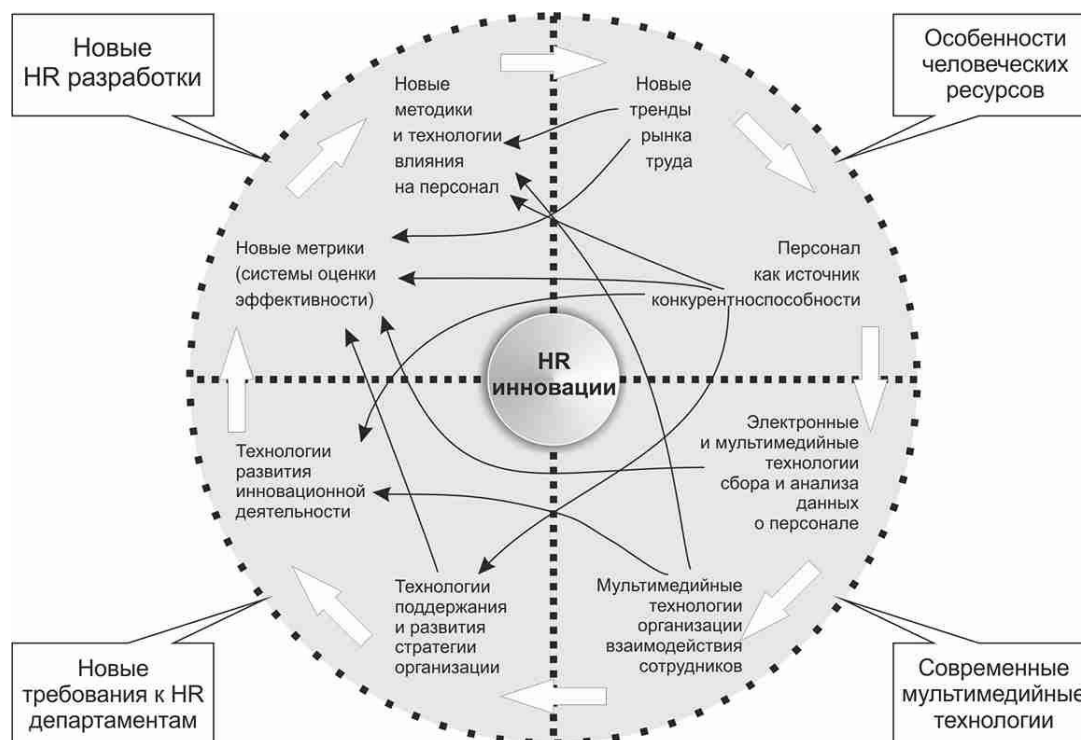 Новые
HR разработки
Особенности
человеческих
ресурсов
Новые
методики
и технологии
влияния
на персонал
Новые
тренды
рынка
труда
Новые метрики
(системы оценки
эффективности)
Персонал
как источник
конкурентноспособности
HR
инновации
Технологии
развития
инновационной
деятельности
Электронные
и мультимедийные
технологии
сбора и анализа
данных
о персонале
Технологии
поддержания
и развития
стратегии
организации
Мультимедийные
технологии
организации
взаимодействия
сотрудников
Новые
требования к HR
департаментам
Современные
мультимедийные
технологии